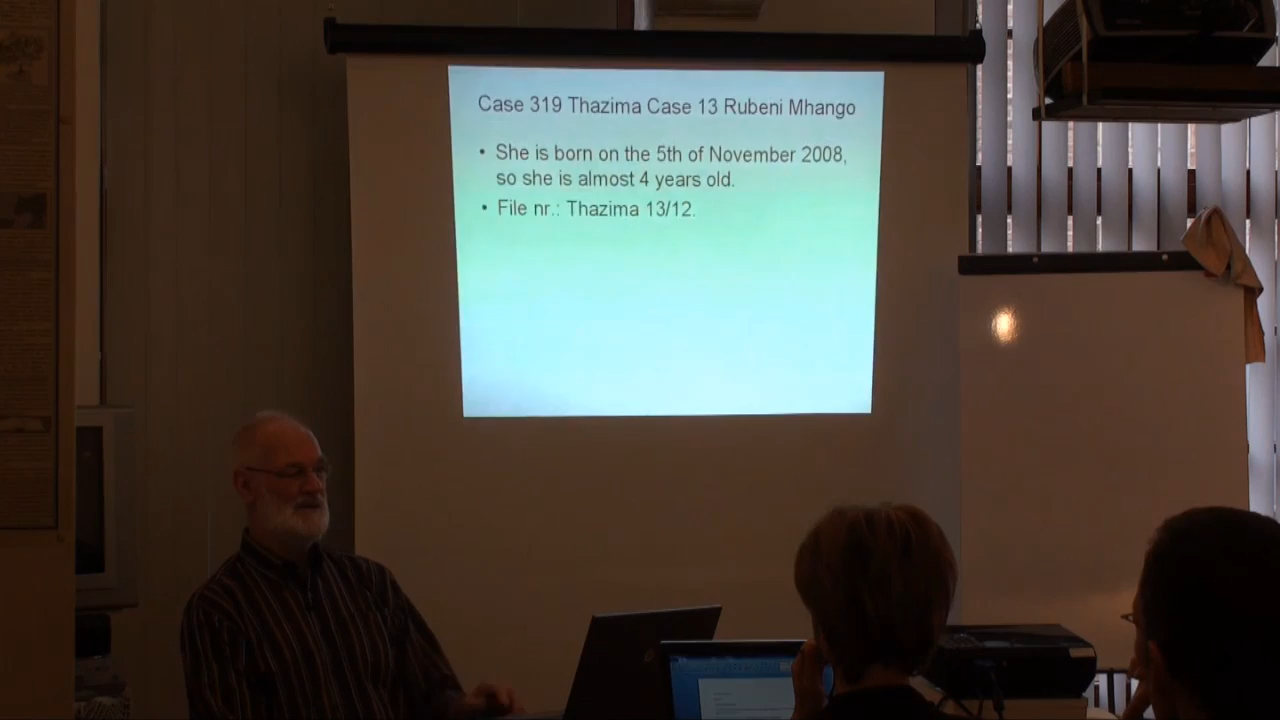 Case 319 Thazima Case 13 Rubeni Mhango
• She is born on the 5th of November 2008,
so she is almost 4 years old.
• File nr.: Thazima 13/12.